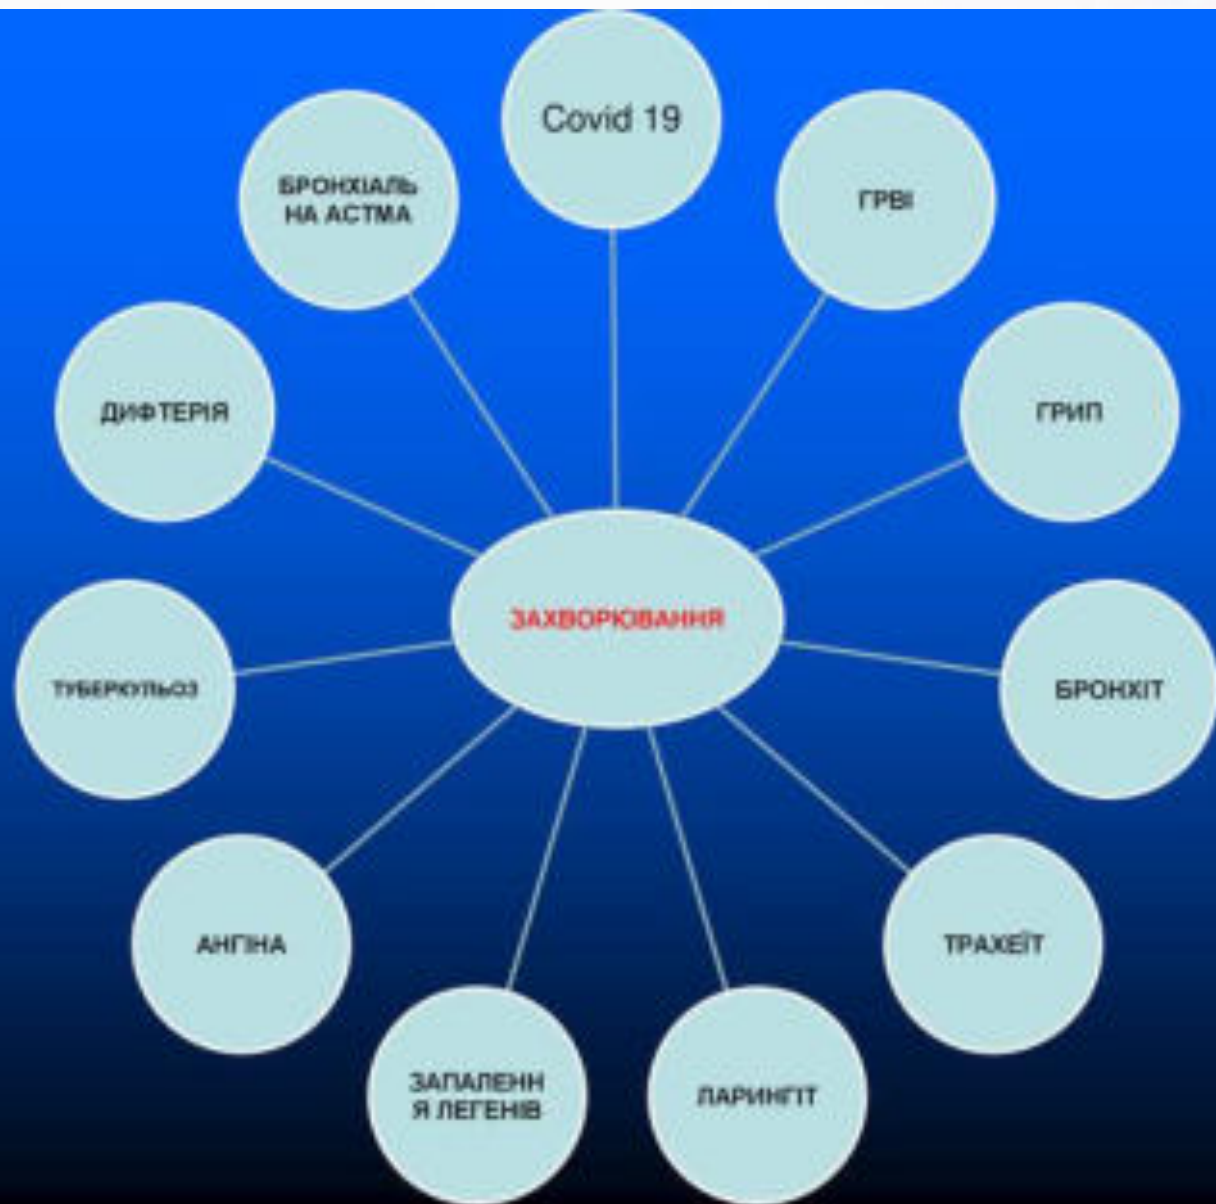 Covid 19
БРОНХІАЛЬ
НА АСТМА
ГРВІ
ДИФТЕРІЯ
ГРИП
ЗАХВОРЮВАННЯ
ТУБЕРКУЛЬОЗ
БРОНХІТ
АНГІНА
ТРАХЕЇТ
ЗАПАЛЕНН
Я ЛЕГЕНІВ
ЛАРИНГІТ